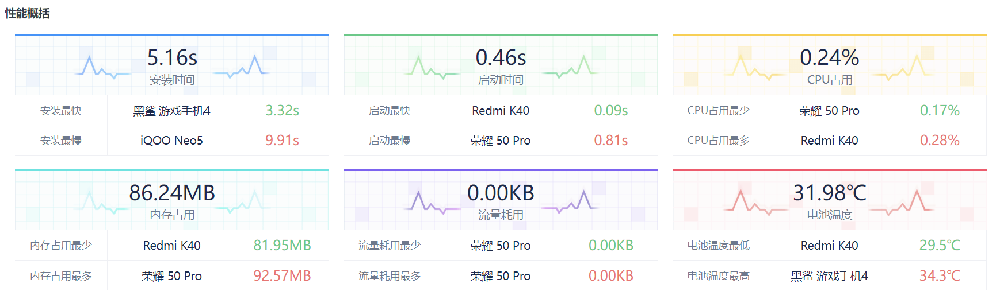 性能概括
5.16s
安装时间
安装最快 黑鲨 游戏手机4 3.32s
安装最慢 iQOO Neo5 9.91s
0.46s
启动时间
启动最快 Redmi K40 0.09s
启动最慢 荣耀 50 Pro 0.81s
0.24%
CPU占用
CPU占用最少 荣耀 50 Pro 0.17%
CPU占用最多 Redmi K40 0.28%
86.24MB
内存占用
内存占用最少 Redmi K40 81.95MB
内存占用最多 荣耀 50 Pro 92.57MB
0.00KB
流量耗用
流量耗用最少 荣耀 50 Pro 0.00KB
流量耗用最多 荣耀 50 Pro 0.00KB
31.98℃
电池温度
电池温度最低 Redmi K40 29.5℃
电池温度最高 黑鲨 游戏手机4 34.3℃